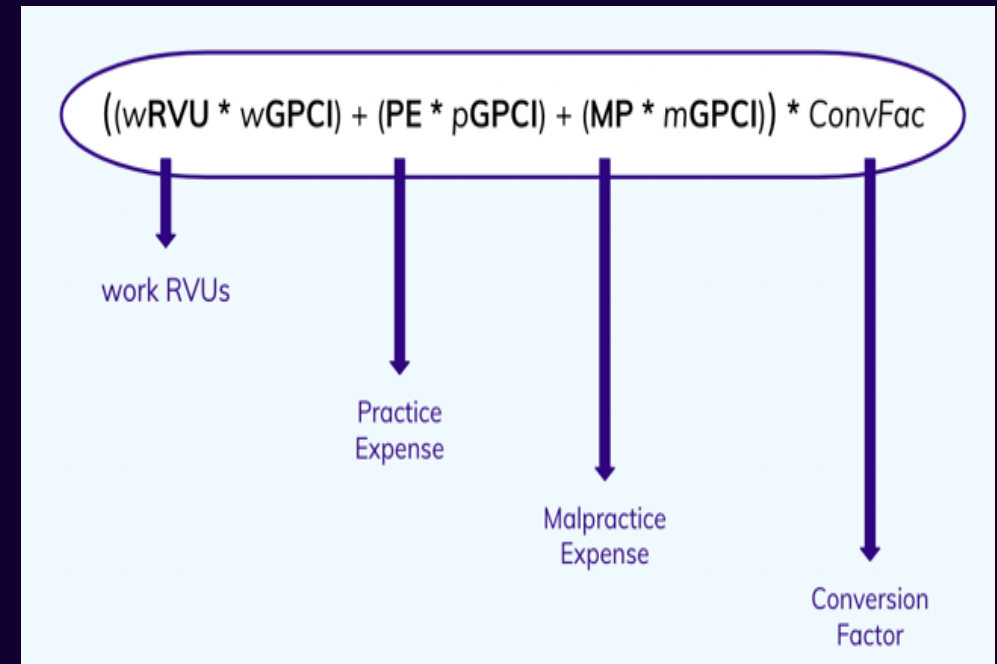 ((wRVU * wGPCI) + (PE * pGPCI) + (MP * mGPCI)) * ConvFac
work RVUs
Practice
Expense
Malpractice
Expense
Conversion
Factor